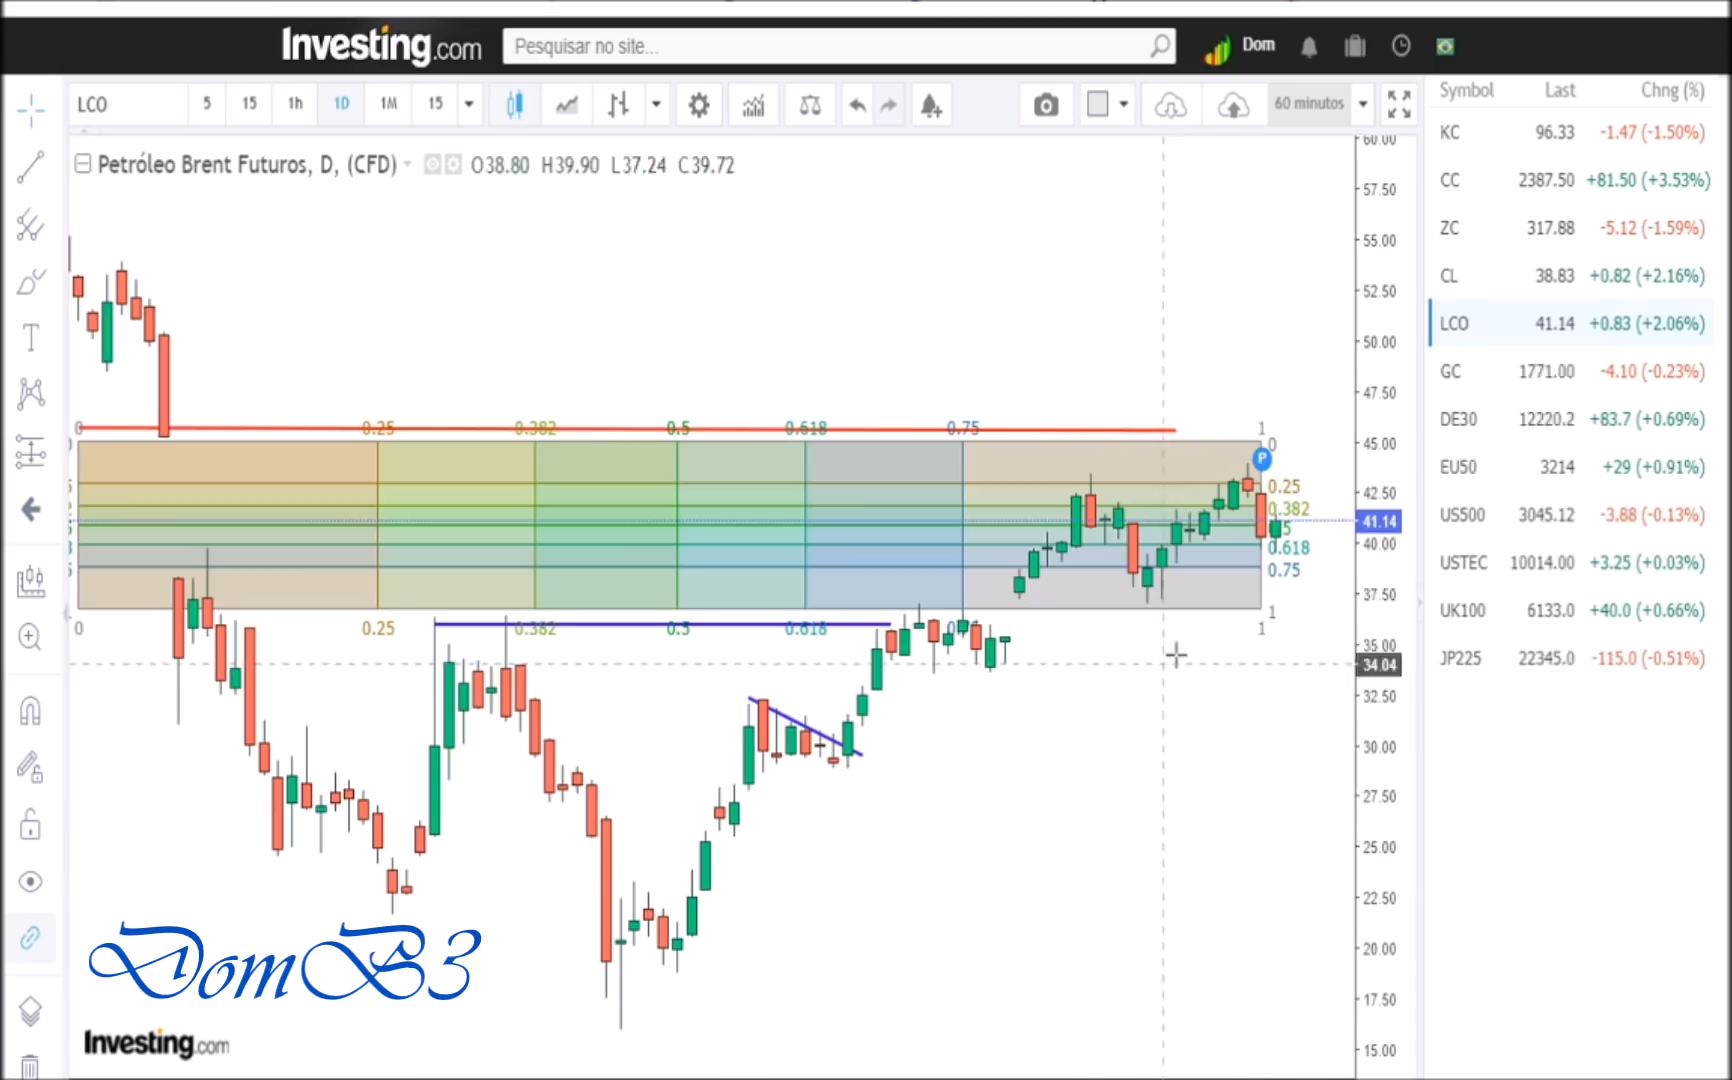 Investing.com
Pesquisar no site...
Dom
LCO 5 15 1h 1D 1M 15
60 minutos
Symbol Last Chng (%)
KC 96.33 -1.47 (-1.50%)
CC 2387.50 +81.50 (+3.53%)
ZC 317.88 -5.12 (-1.59%)
CL 38.83 +0.82 (+2.16%)
LCO 41.14 +0.83 (+2.06%)
GC 1771.00 -4.10 (-0.23%)
DE30 12220.2 +83.7 (+0.69%)
EU50 3214 +29 (+0.91%)
US500 3045.12 -3.88 (-0.13%)
USTEC 10014.00 +3.25 (+0.03%)
UK100 6133.0 +40.0 (+0.66%)
JP225 22345.0 -115.0 (-0.51%)
Petróleo Brent Futuros, D, (CFD) O38.80 H39.90 L37.24 C39.72
60.00
57.50
55.00
52.50
50.00
47.50
45.00
42.50
41.14
40.00
37.50
35.00
34.04
32.50
30.00
27.50
25.00
22.50
20.00
17.50
15.00
0 0.25 0.382 0.5 0.618 0.75 1
0
P
0.25
0.382
0.618
0.75
1
0 0.25 0.382 0.5 0.618 1
DomB3
Investing.com